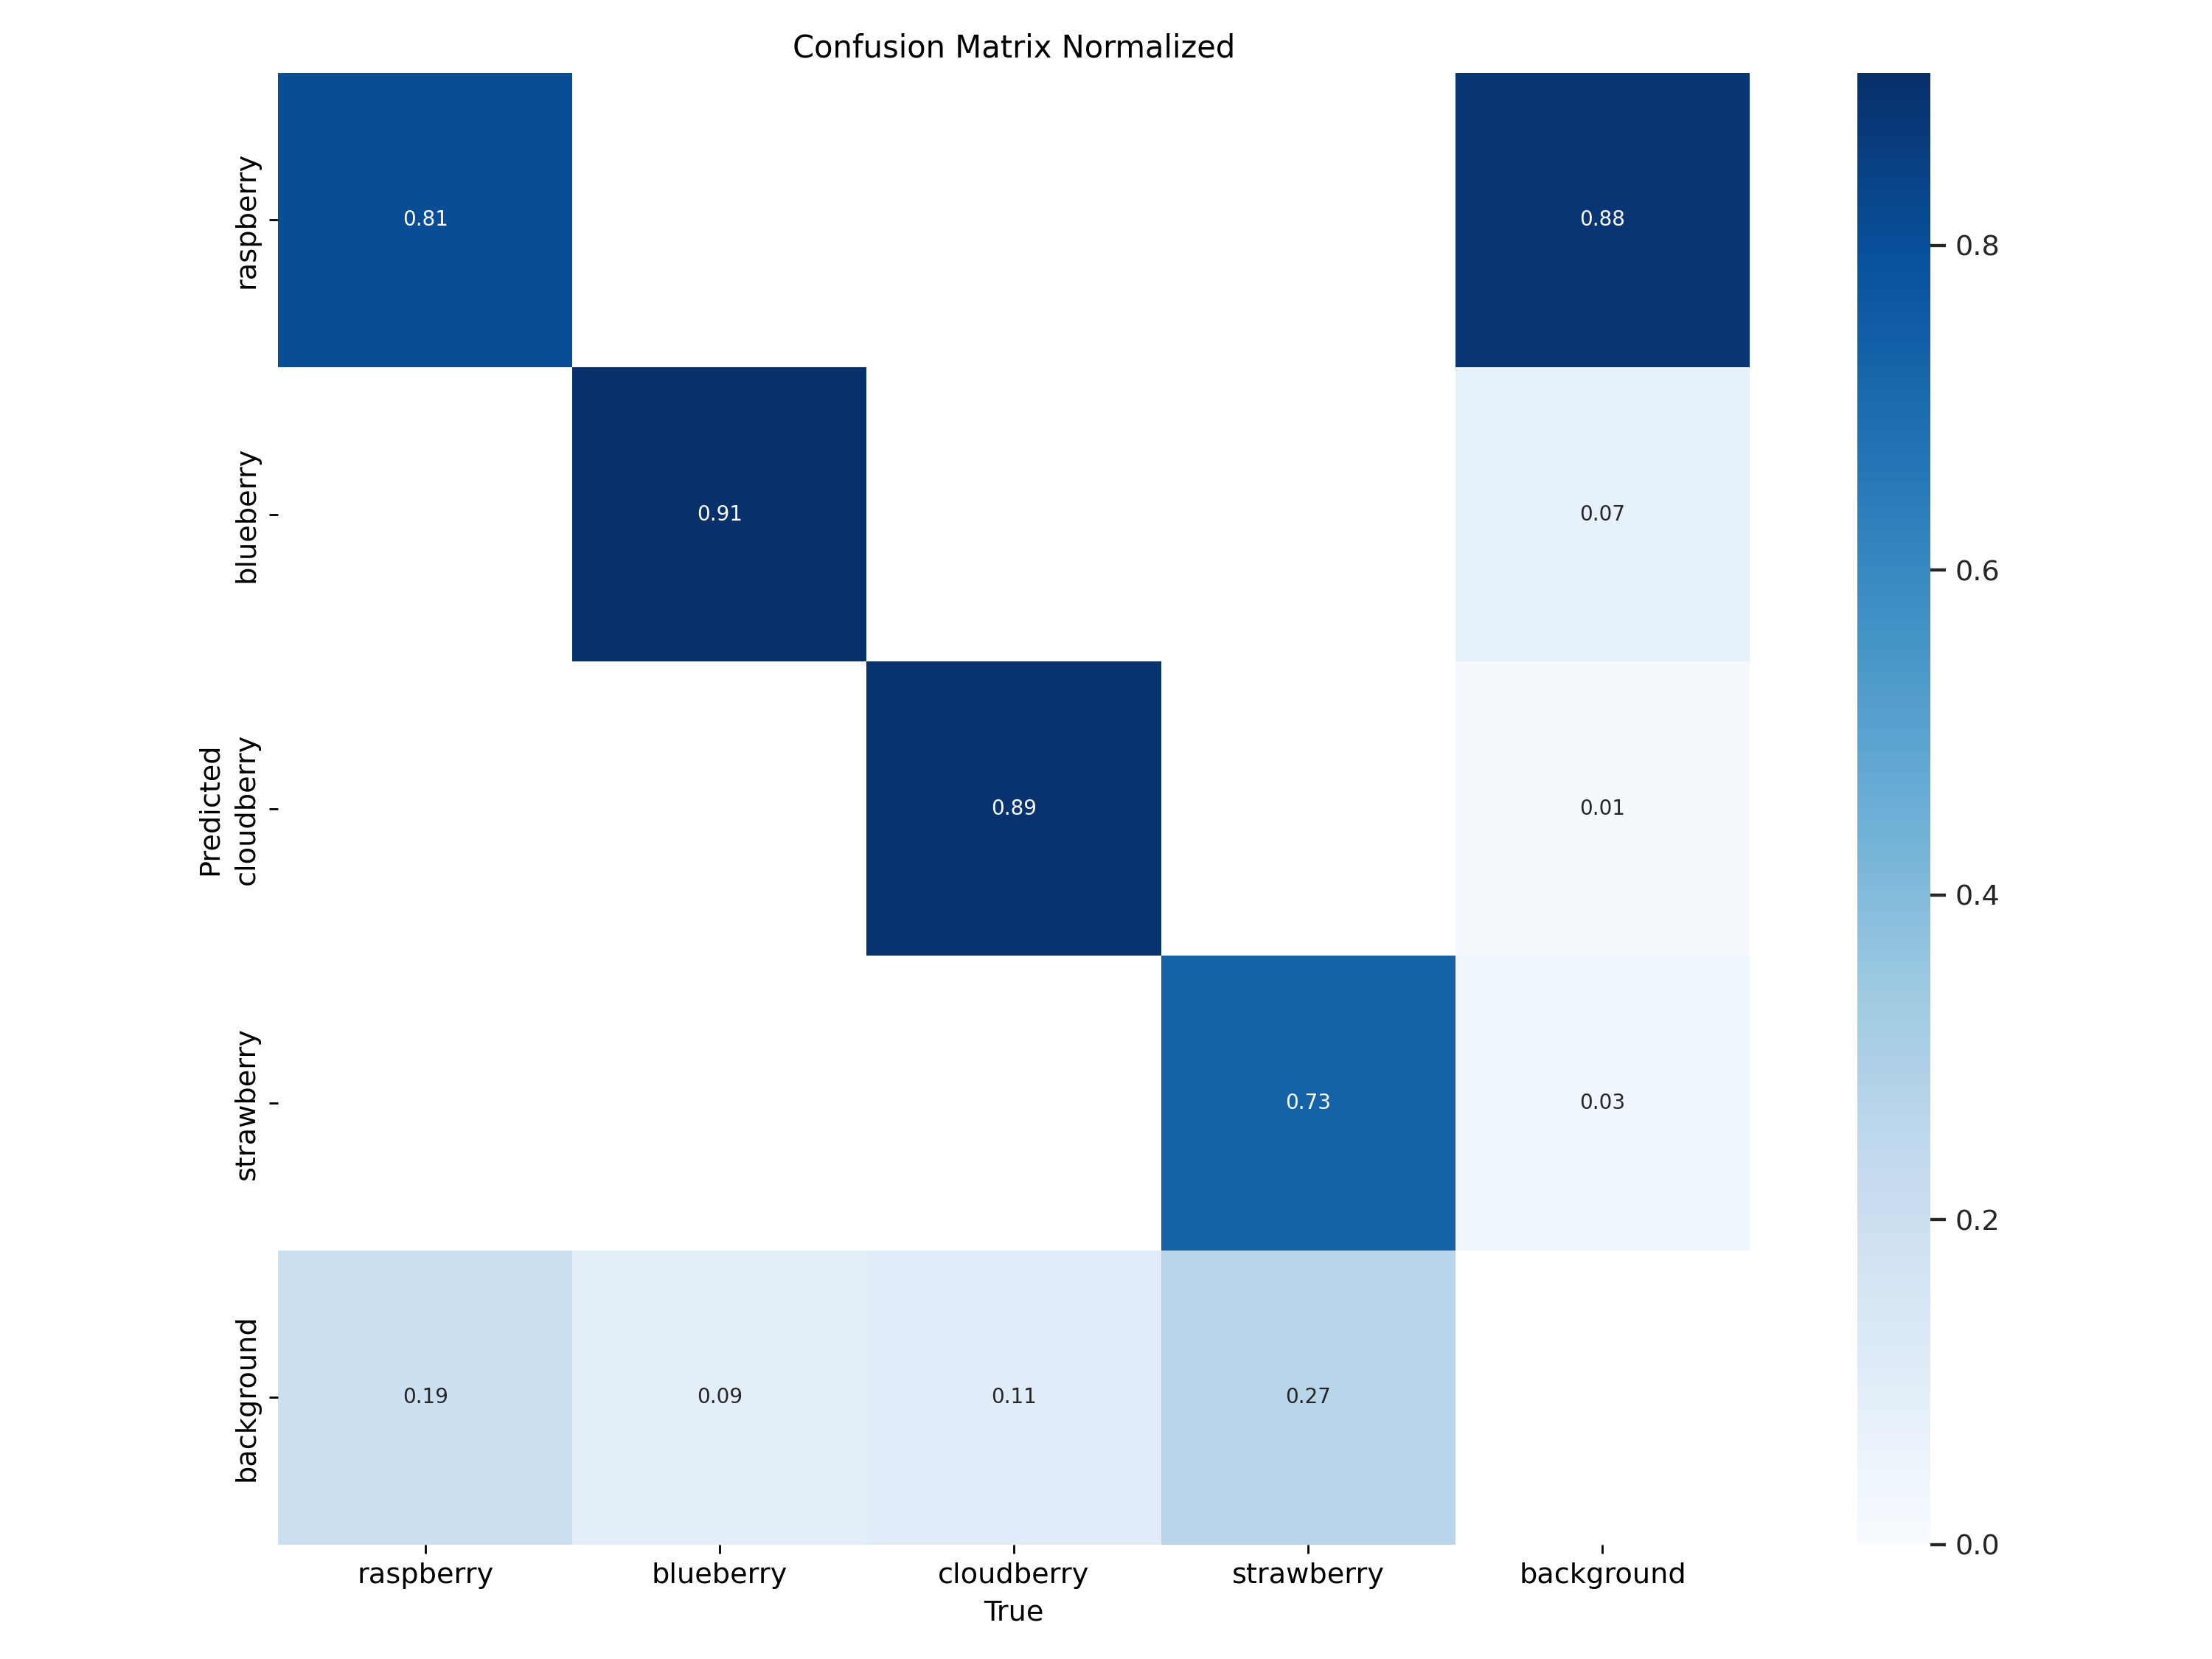 Confusion Matrix Normalized
raspberry
0.81
0.88
0.8
blueberry
0.91
0.07
0.6
Predicted
cloudberry
0.89
0.01
0.4
strawberry
0.73
0.03
0.2
background
0.19
0.09
0.11
0.27
0.0
raspberry
blueberry
cloudberry
strawberry
background
True